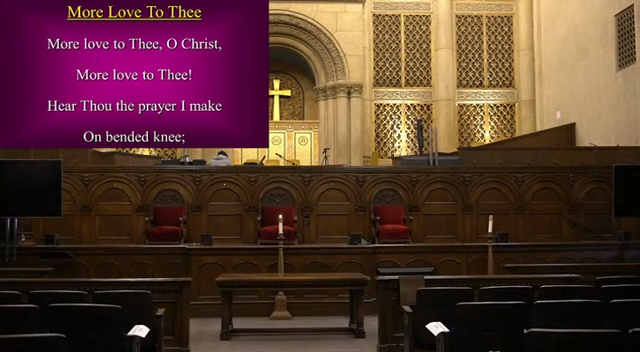 More Love To Thee
More love to Thee, O Christ,
More love to Thee!
Hear Thou the prayer I make
On bended knee;